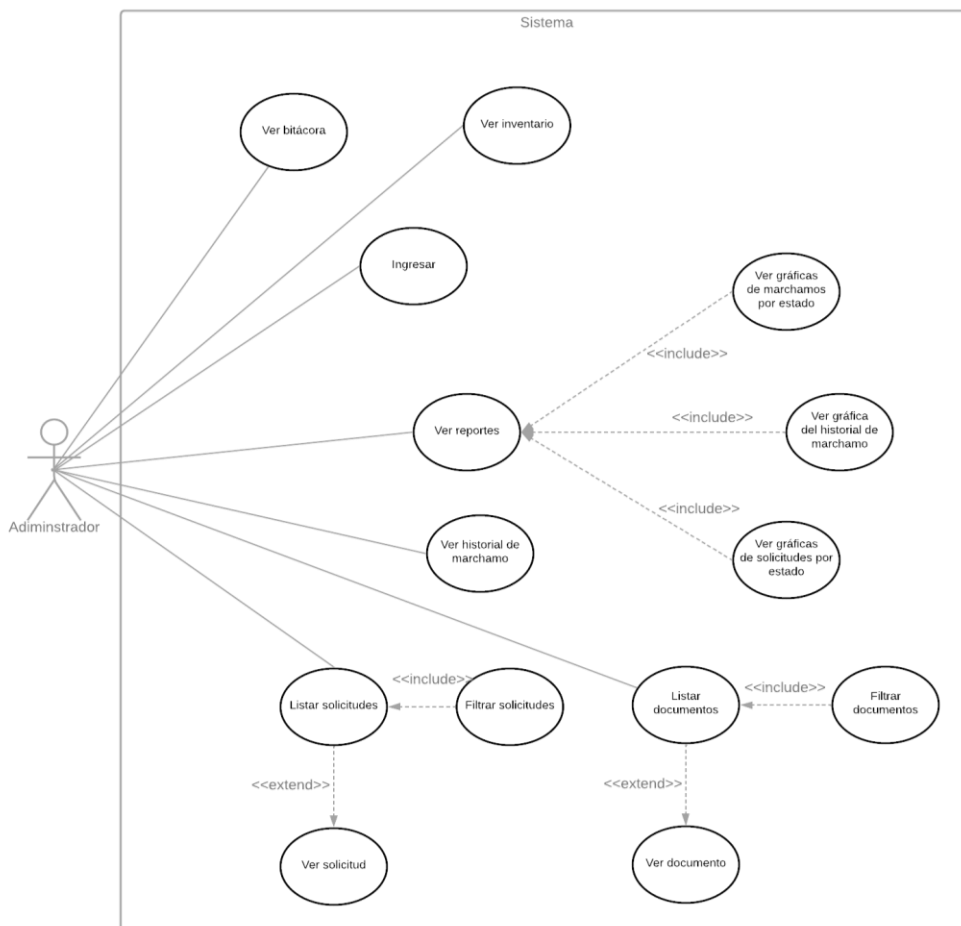 Sistema
Ver bitácora
Ver inventario
Ingresar
Ver gráficas
de marchamos
por estado
<<include>>
Ver reportes
<<include>>
Ver gráfica
del historial de
marchamo
<<include>>
Adiminstrador
Ver historial de
marchamo
Ver gráficas
de solicitudes por
estado
Listar solicitudes
<<include>>
Filtrar solicitudes
Listar
documentos
<<include>>
Filtrar
documentos
<<extend>>
<<extend>>
Ver solicitud
Ver documento